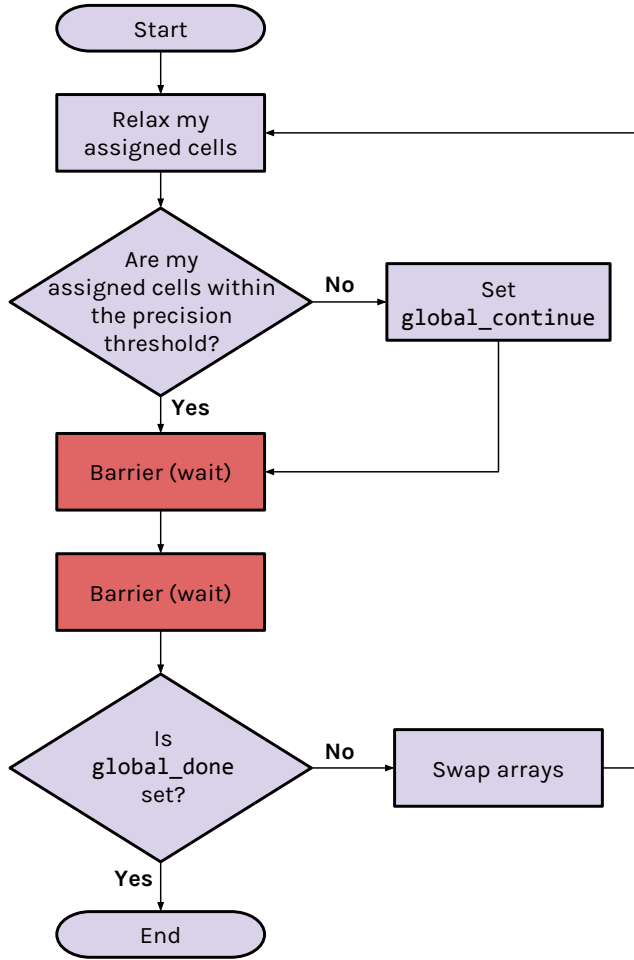 Start
Relax my
assigned cells
Are my
assigned cells within
the precision
threshold?
No
Set
global_continue
Yes
Barrier (wait)
Barrier (wait)
Is
global_done
set?
No
Swap arrays
Yes
End